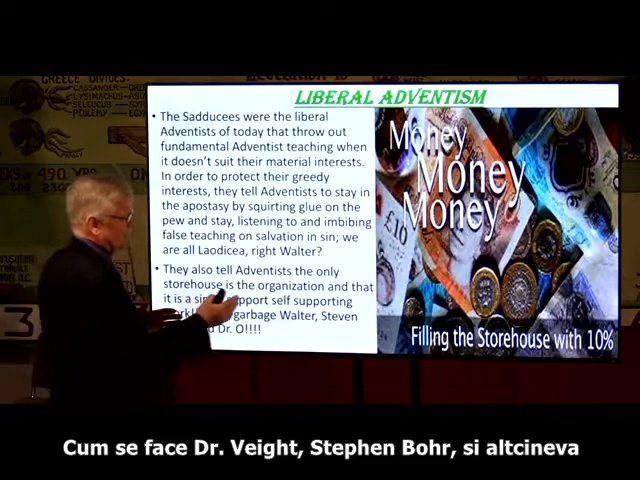 GREECE DIVIDES:
LIBERAL ADVENTISM
• The Sadducees were the liberal
Adventists of today that throw out
fundamental Adventist teaching when
it doesn't suit their material interests.
In order to protect their greedy
interests, they tell Adventists to stay in
the apostasy by squirting glue on the
pew and stay, listening to and imbibing
false teaching on salvation in sin; we
are all Laodicea, right Walter?
• They also tell Adventists the only
storehouse is the organization and that
it is a support self supporting
garbage Walter, Steven
Dr. O!!!!
Money
Money
Money
£10
Filling the Storehouse with 10%
3
Cum se face Dr. Veight, Stephen Bohr, si altcineva